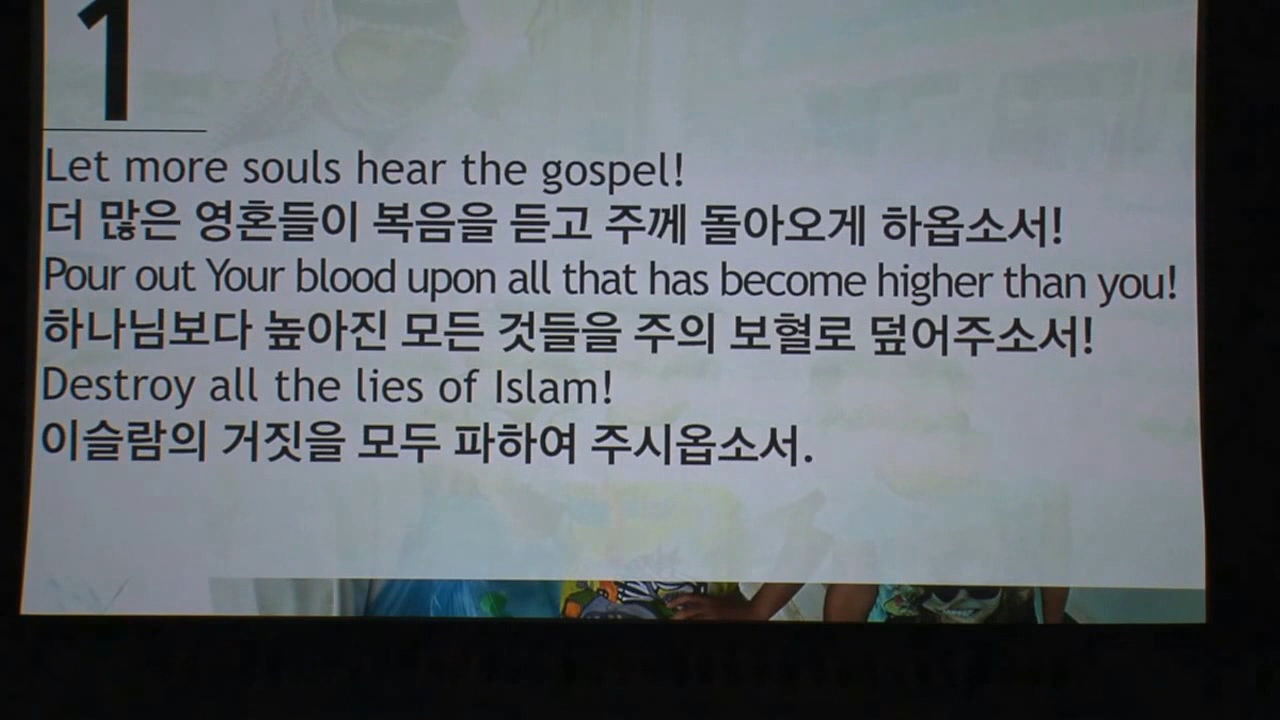 1
Let more souls hear the gospel!
더 많은 영혼들이 복음을 듣고 주께 돌아오게 하옵소서!
Pour out Your blood upon all that has become higher than you!
하나님보다 높아진 모든 것들을 주의 보혈로 덮어주소서!
Destroy all the lies of Islam!
이슬람의 거짓을 모두 파하여 주시옵소서.